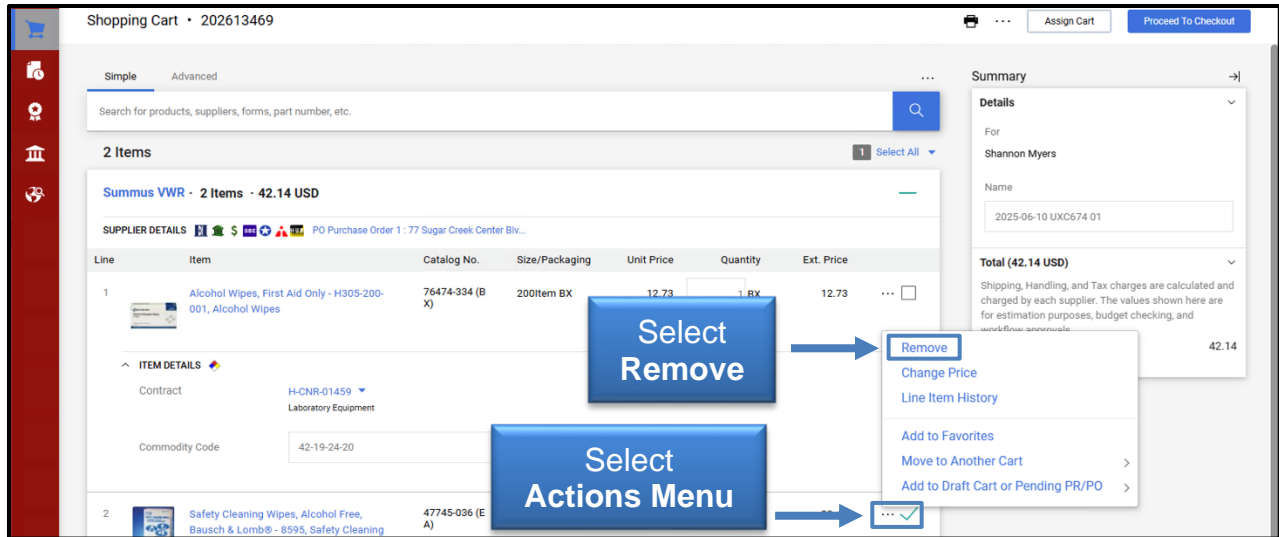 Shopping Cart • 202613469
... Assign Cart Proceed To Checkout
Simple Advanced ...
Search for products, suppliers, forms, part number, etc.
2 Items
1 Select All
Summus VWR · 2 Items · 42.14 USD
SUPPLIER DETAILS $ SBE HUB PO Purchase Order 1 : 77 Sugar Creek Center Blv...
Line Item Catalog No. Size/Packaging Unit Price Quantity Ext. Price
1 Alcohol Wipes, First Aid Only - H305-200-
001, Alcohol Wipes
76474-334 (B
X)
200Item BX 12.73 1 BX 12.73 ...
ITEM DETAILS
Contract H-CNR-01459
Laboratory Equipment
Commodity Code 42-19-24-20
2 Safety Cleaning Wipes, Alcohol Free,
Bausch & Lomb® - 8595, Safety Cleaning
47745-036 (E
A)
...
Select
Remove
Select
Actions Menu
Remove
Change Price
Line Item History
Add to Favorites
Move to Another Cart
Add to Draft Cart or Pending PR/PO
Summary
Details
For
Shannon Myers
Name
2025-06-10 UXC674 01
Total (42.14 USD)
Shipping, Handling, and Tax charges are calculated and
charged by each supplier. The values shown here are
for estimation purposes, budget checking, and
workflow approvals.
42.14